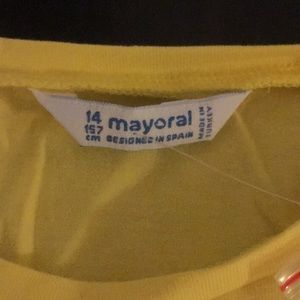 14
157
cm
mayoral
DESIGNED IN SPAIN
MADE IN
TURKEY